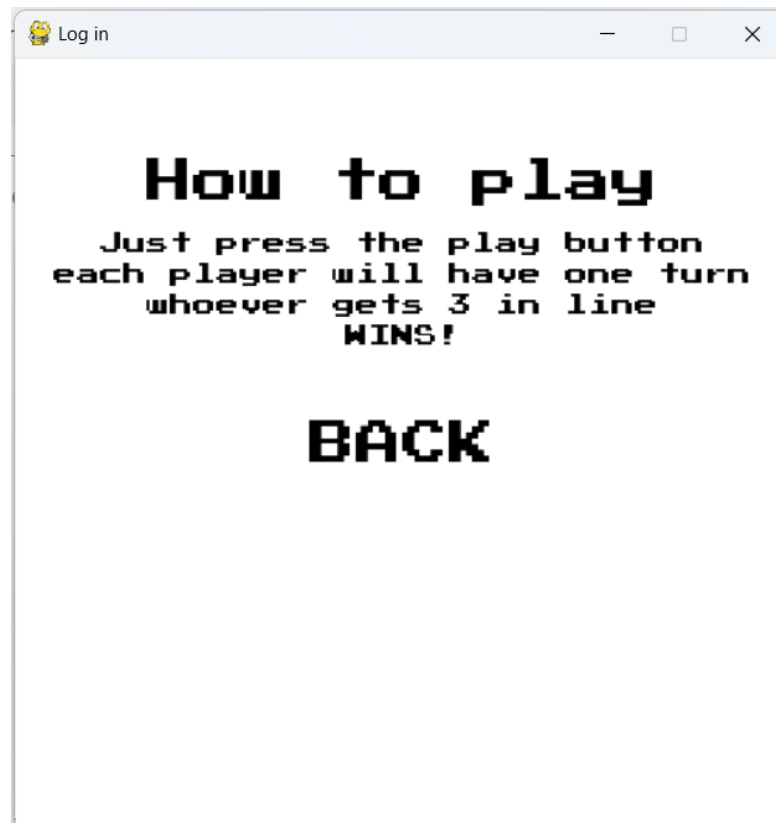 Log in
How to play
Just press the play button
each player will have one turn
whoever gets 3 in line
WINS!
BACK